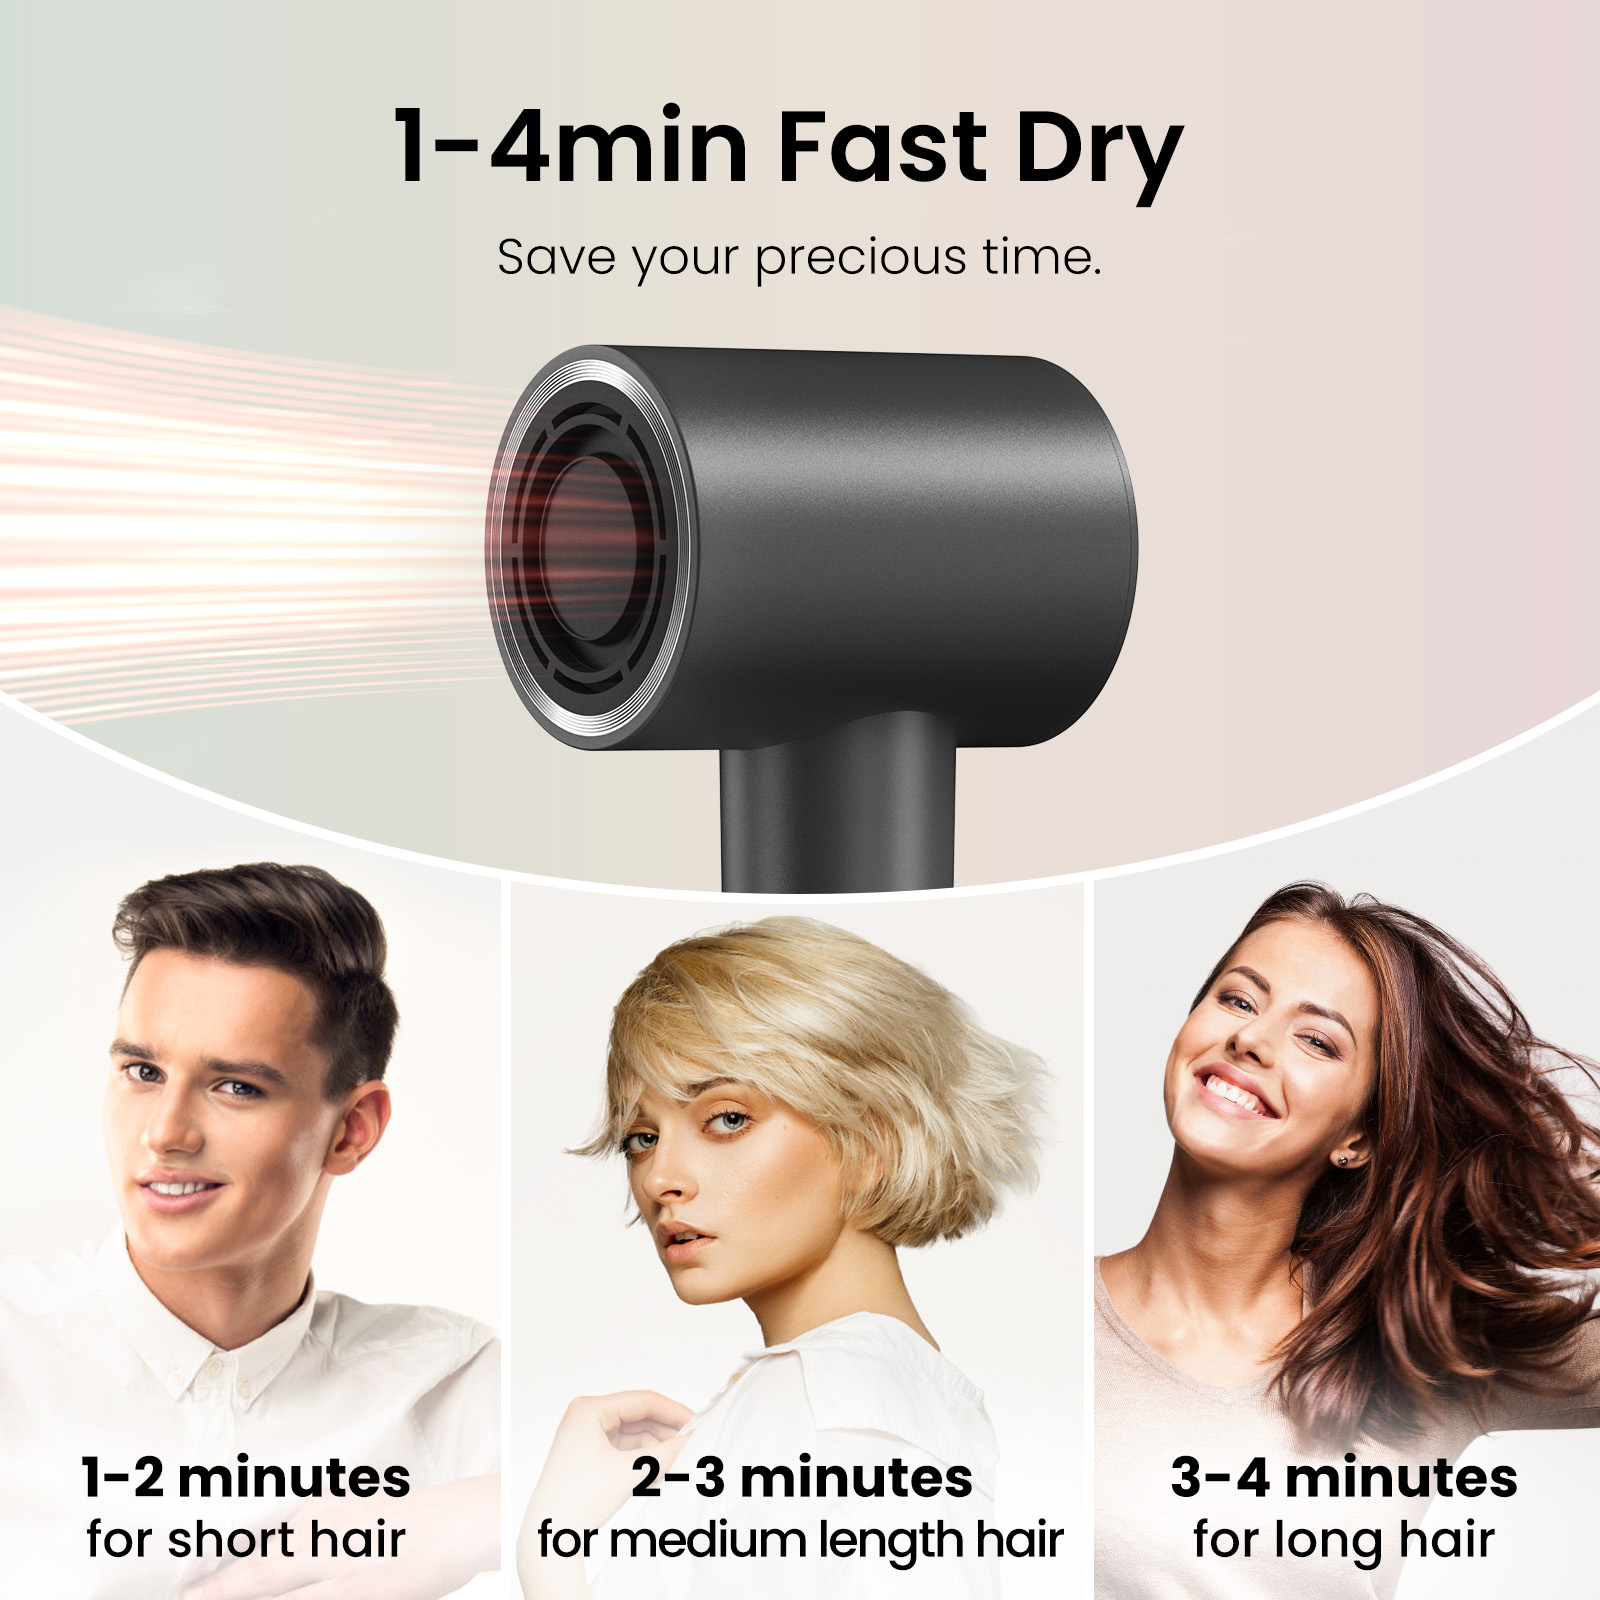 1-4min Fast Dry
Save your precious time.
1-2 minutes
for short hair
2-3 minutes
for medium length hair
3-4 minutes
for long hair